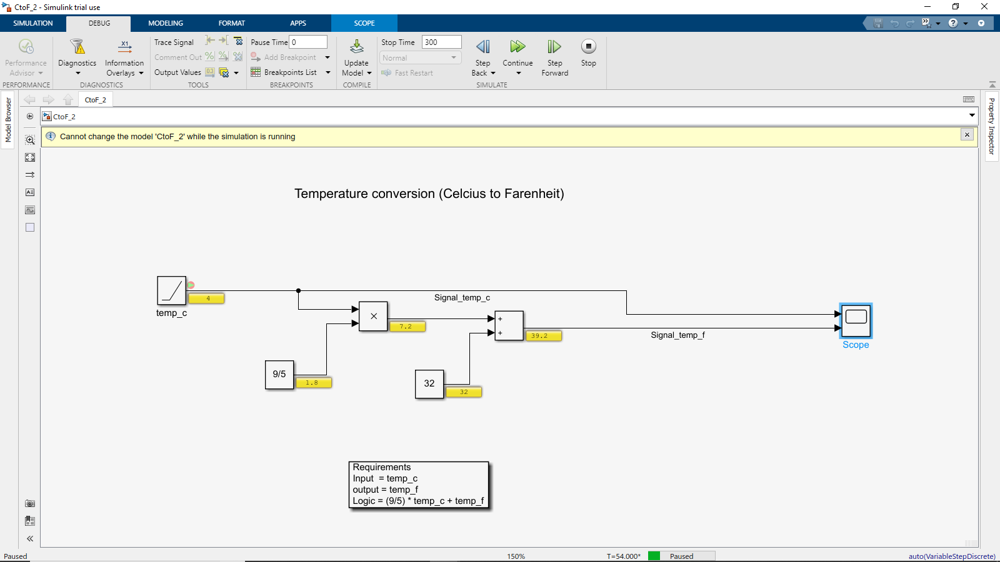 CtoF_2 - Simulink trial use
SIMULATION DEBUG MODELING FORMAT APPS SCOPE
Performance Advisor
PERFORMANCE
Diagnostics
Information Overlays
DIAGNOSTICS
Trace Signal
Comment Out
Output Values
TOOLS
Pause Time 0
Add Breakpoint
Breakpoints List
BREAKPOINTS
Update Model
COMPILE
Stop Time 300
Normal
Fast Restart
Step Back
Continue
Step Forward
Stop
SIMULATE
Model Browser
CtoF_2
CtoF_2
Property Inspector
Cannot change the model 'CtoF_2' while the simulation is running
Temperature conversion (Celcius to Farenheit)
4
temp_c
Signal_temp_c
×
7.2
+
+
39.2
Signal_temp_f
Scope
9/5
1.8
32
32
Requirements
Input = temp_c
output = temp_f
Logic = (9/5) * temp_c + temp_f
Paused 150% T=54.000* Paused auto(VariableStepDiscrete)